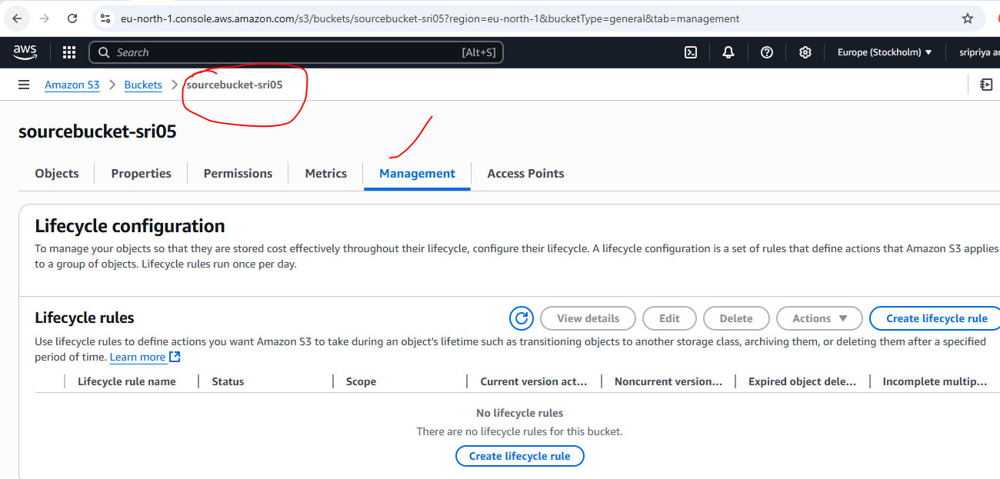 eu-north-1.console.aws.amazon.com/s3/buckets/sourcebucket-sri05?region=eu-north-1&bucketType=general&tab=management
aws Search [Alt+S] Europe (Stockholm) sripriya
Amazon S3 Buckets sourcebucket-sri05
sourcebucket-sri05
Objects Properties Permissions Metrics Management Access Points
Lifecycle configuration
To manage your objects so that they are stored cost effectively throughout their lifecycle, configure their lifecycle. A lifecycle configuration is a set of rules that define actions that Amazon S3 applies
to a group of objects. Lifecycle rules run once per day.
Lifecycle rules View details Edit Delete Actions Create lifecycle rule
Use lifecycle rules to define actions you want Amazon S3 to take during an object's lifetime such as transitioning objects to another storage class, archiving them, or deleting them after a specified
period of time. Learn more
Lifecycle rule name Status Scope Current version act... Noncurrent version... Expired object dele... Incomplete multip...
No lifecycle rules
There are no lifecycle rules for this bucket.
Create lifecycle rule